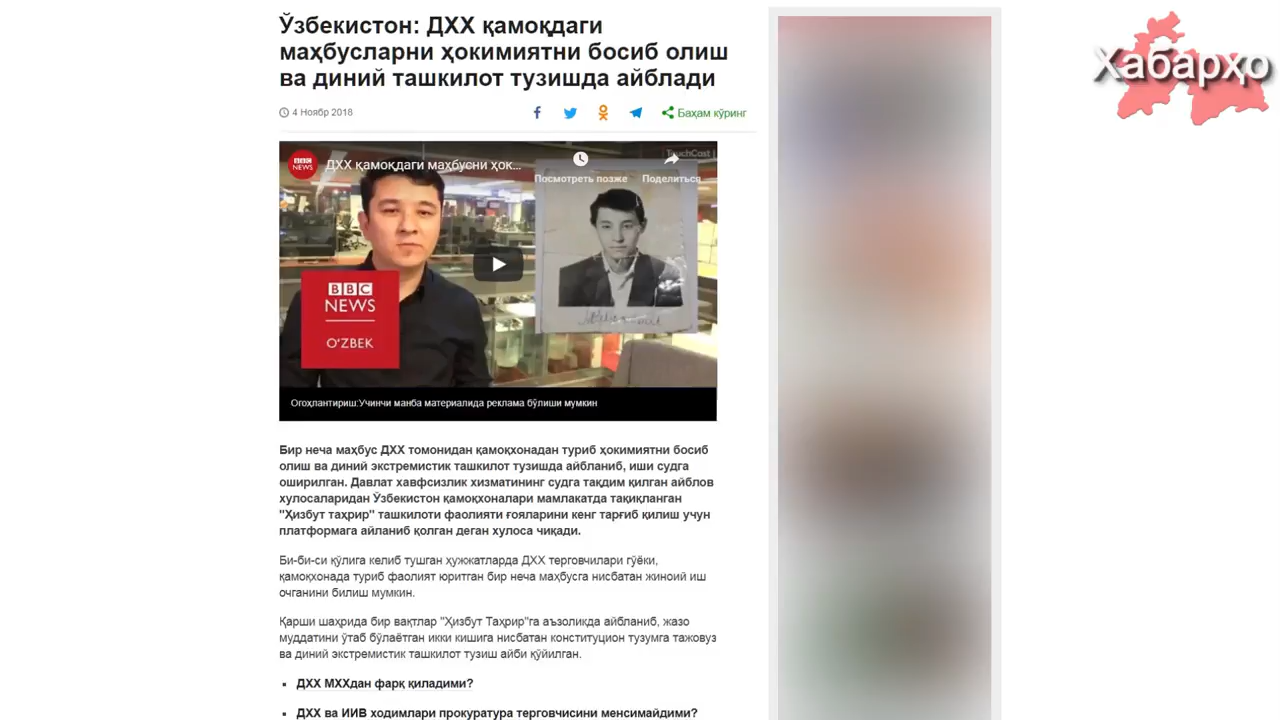 Ўзбекистон: ДХХ қамоқдаги
маҳбусларни ҳокимиятни босиб олиш
ва диний ташкилот тузишда айблади
Хабарҳо
4 Ноябр 2018
Баҳам кўринг
TouchCast
BBC NEWS
ДХХ қамоқдаги маҳбусни ҳок...
Посмотреть позже
Поделиться
BBC
NEWS
O'ZBEK
Огоҳлантириш:Учинчи манба материалида реклама бўлиши мумкин
Бир неча маҳбус ДХХ томонидан қамоқхонадан туриб ҳокимиятни босиб
олиш ва диний экстремистик ташкилот тузишда айбланиб, иши судга
оширилган. Давлат хавфсизлик хизматининг судга тақдим қилган айблов
хулосаларидан Ўзбекистон қамоқхоналари мамлакатда тақиқланган
"Ҳизбут таҳрир" ташкилоти фаолияти ғояларини кенг тарғиб қилиш учун
платформага айланиб қолган деган хулоса чиқади.
Би-би-си қўлига келиб тушган ҳужжатларда ДХХ терговчилари гўёки,
қамоқхонада туриб фаолият юритган бир неча маҳбусга нисбатан жиноий иш
очганини билиш мумкин.
Қарши шаҳрида бир вақтлар "Ҳизбут Таҳрир"га аъзоликда айбланиб, жазо
муддатини ўтаб бўлаётган икки кишига нисбатан конституцион тузумга тажовуз
ва диний экстремистик ташкилот тузиш айби қўйилган.
ДХХ МХХдан фарқ қиладими?
ДХХ ва ИИВ ходимлари прокуратура терговчисини менсимайдими?